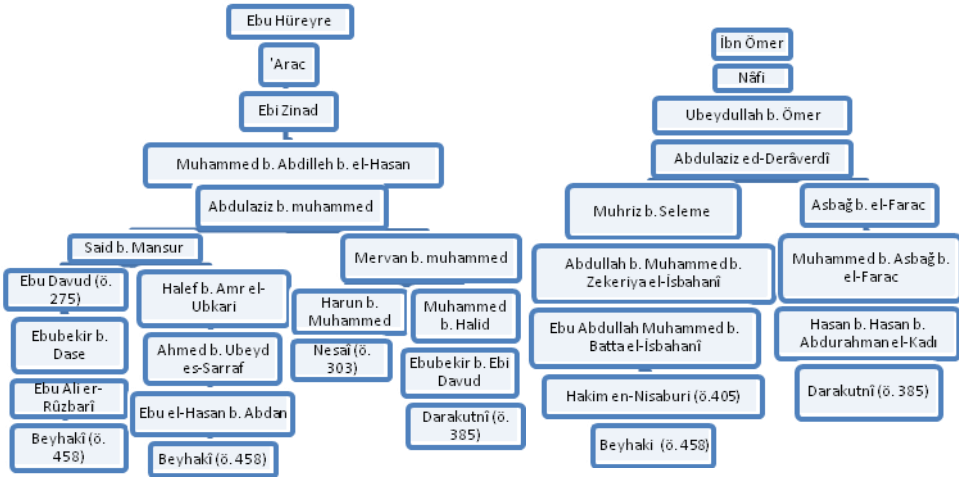 Ebu Hüreyre
'Arac
Ebi Zinad
Muhammed b. Abdilleh b. el-Hasan
Abdulaziz b. muhammed
Said b. Mansur
Ebu Davud (ö.
275)
Ebubekir b.
Dase
Ebu Ali er-
Rûzbarî
Beyhakî (ö.
458)
Halef b. Amr el-
Ubkari
Ahmed b. Ubeyd
es-Sarraf
Ebu el-Hasan b. Abdan
Beyhakî (ö. 458)
Mervan b. muhammed
Harun b.
Muhammed
Nesaî (ö.
303)
Muhammed
b. Halid
Ebubekir b. Ebi
Davud
Darakutnî (ö.
385)
İbn Ömer
Nâfi
Ubeydullah b. Ömer
Abdulaziz ed-Derâverdî
Muhriz b. Seleme
Abdullah b. Muhammed b.
Zekeriya el-İsbahanî
Ebu Abdullah Muhammed b.
Batta el-İsbahanî
Hakim en-Nisaburi (ö.405)
Beyhaki (ö. 458)
Asbağ b. el-Farac
Muhammed b. Asbağ b.
el-Farac
Hasan b. Hasan b.
Abdurahman el-Kadı
Darakutnî (ö. 385)